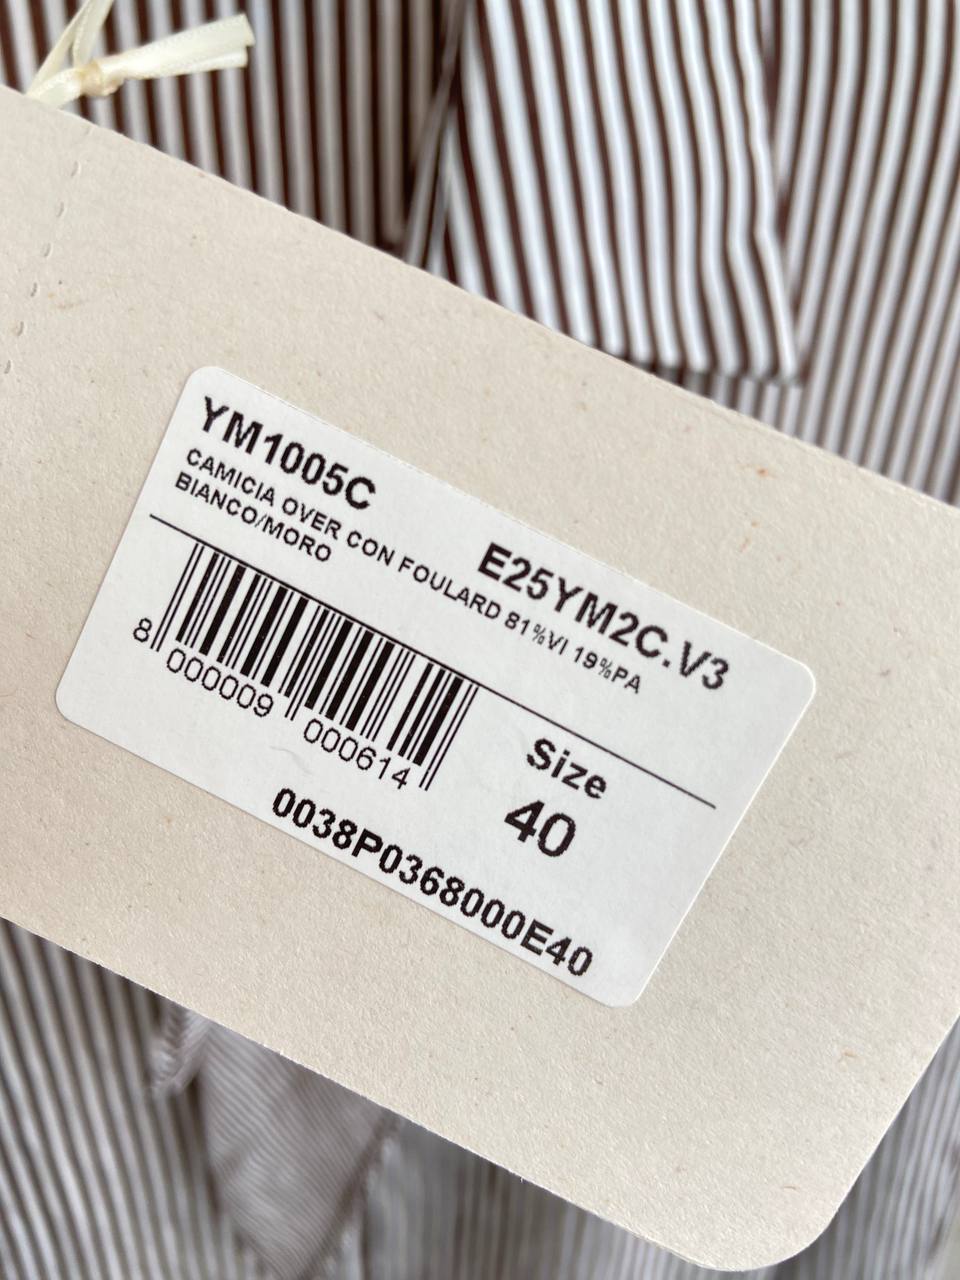 YM1005C
E25YM2C.V3
CAMICIA OVER CON FOULARD 81%VI 19%PA
BIANCO/MORO
8 000009 000614
Size
40
0038P0368000E40